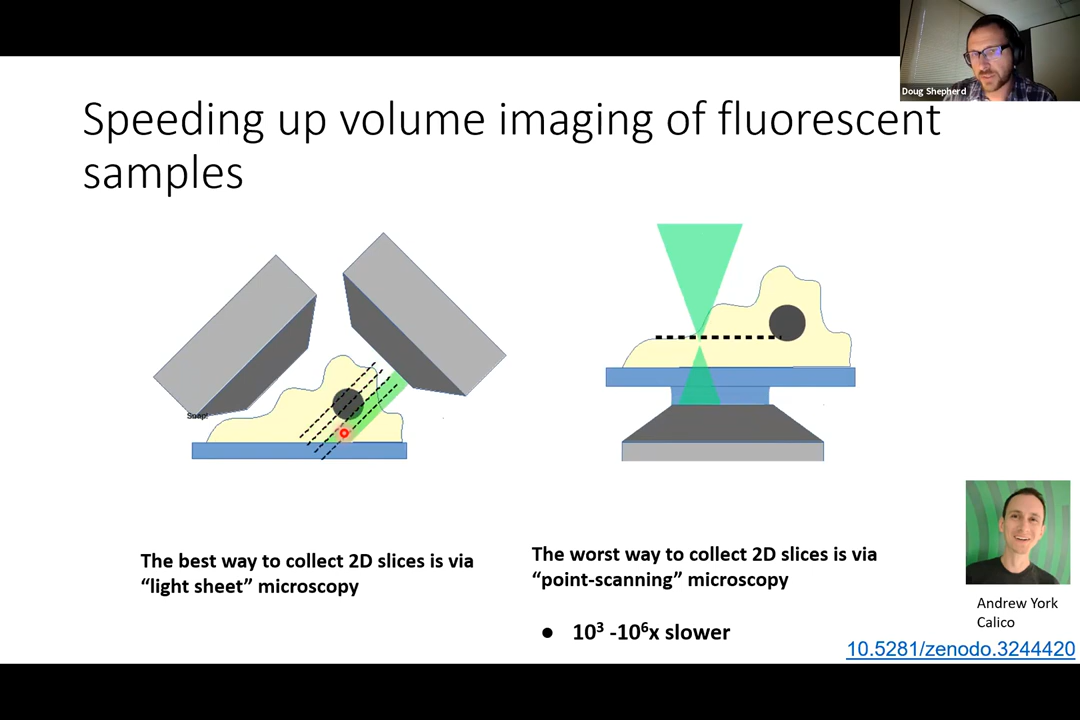 Doug Shepherd
Speeding up volume imaging of fluorescent
samples
Snap!
The best way to collect 2D slices is via
“light sheet” microscopy
The worst way to collect 2D slices is via
“point-scanning” microscopy
● 10³ -10⁶x slower
Andrew York
Calico
10.5281/zenodo.3244420